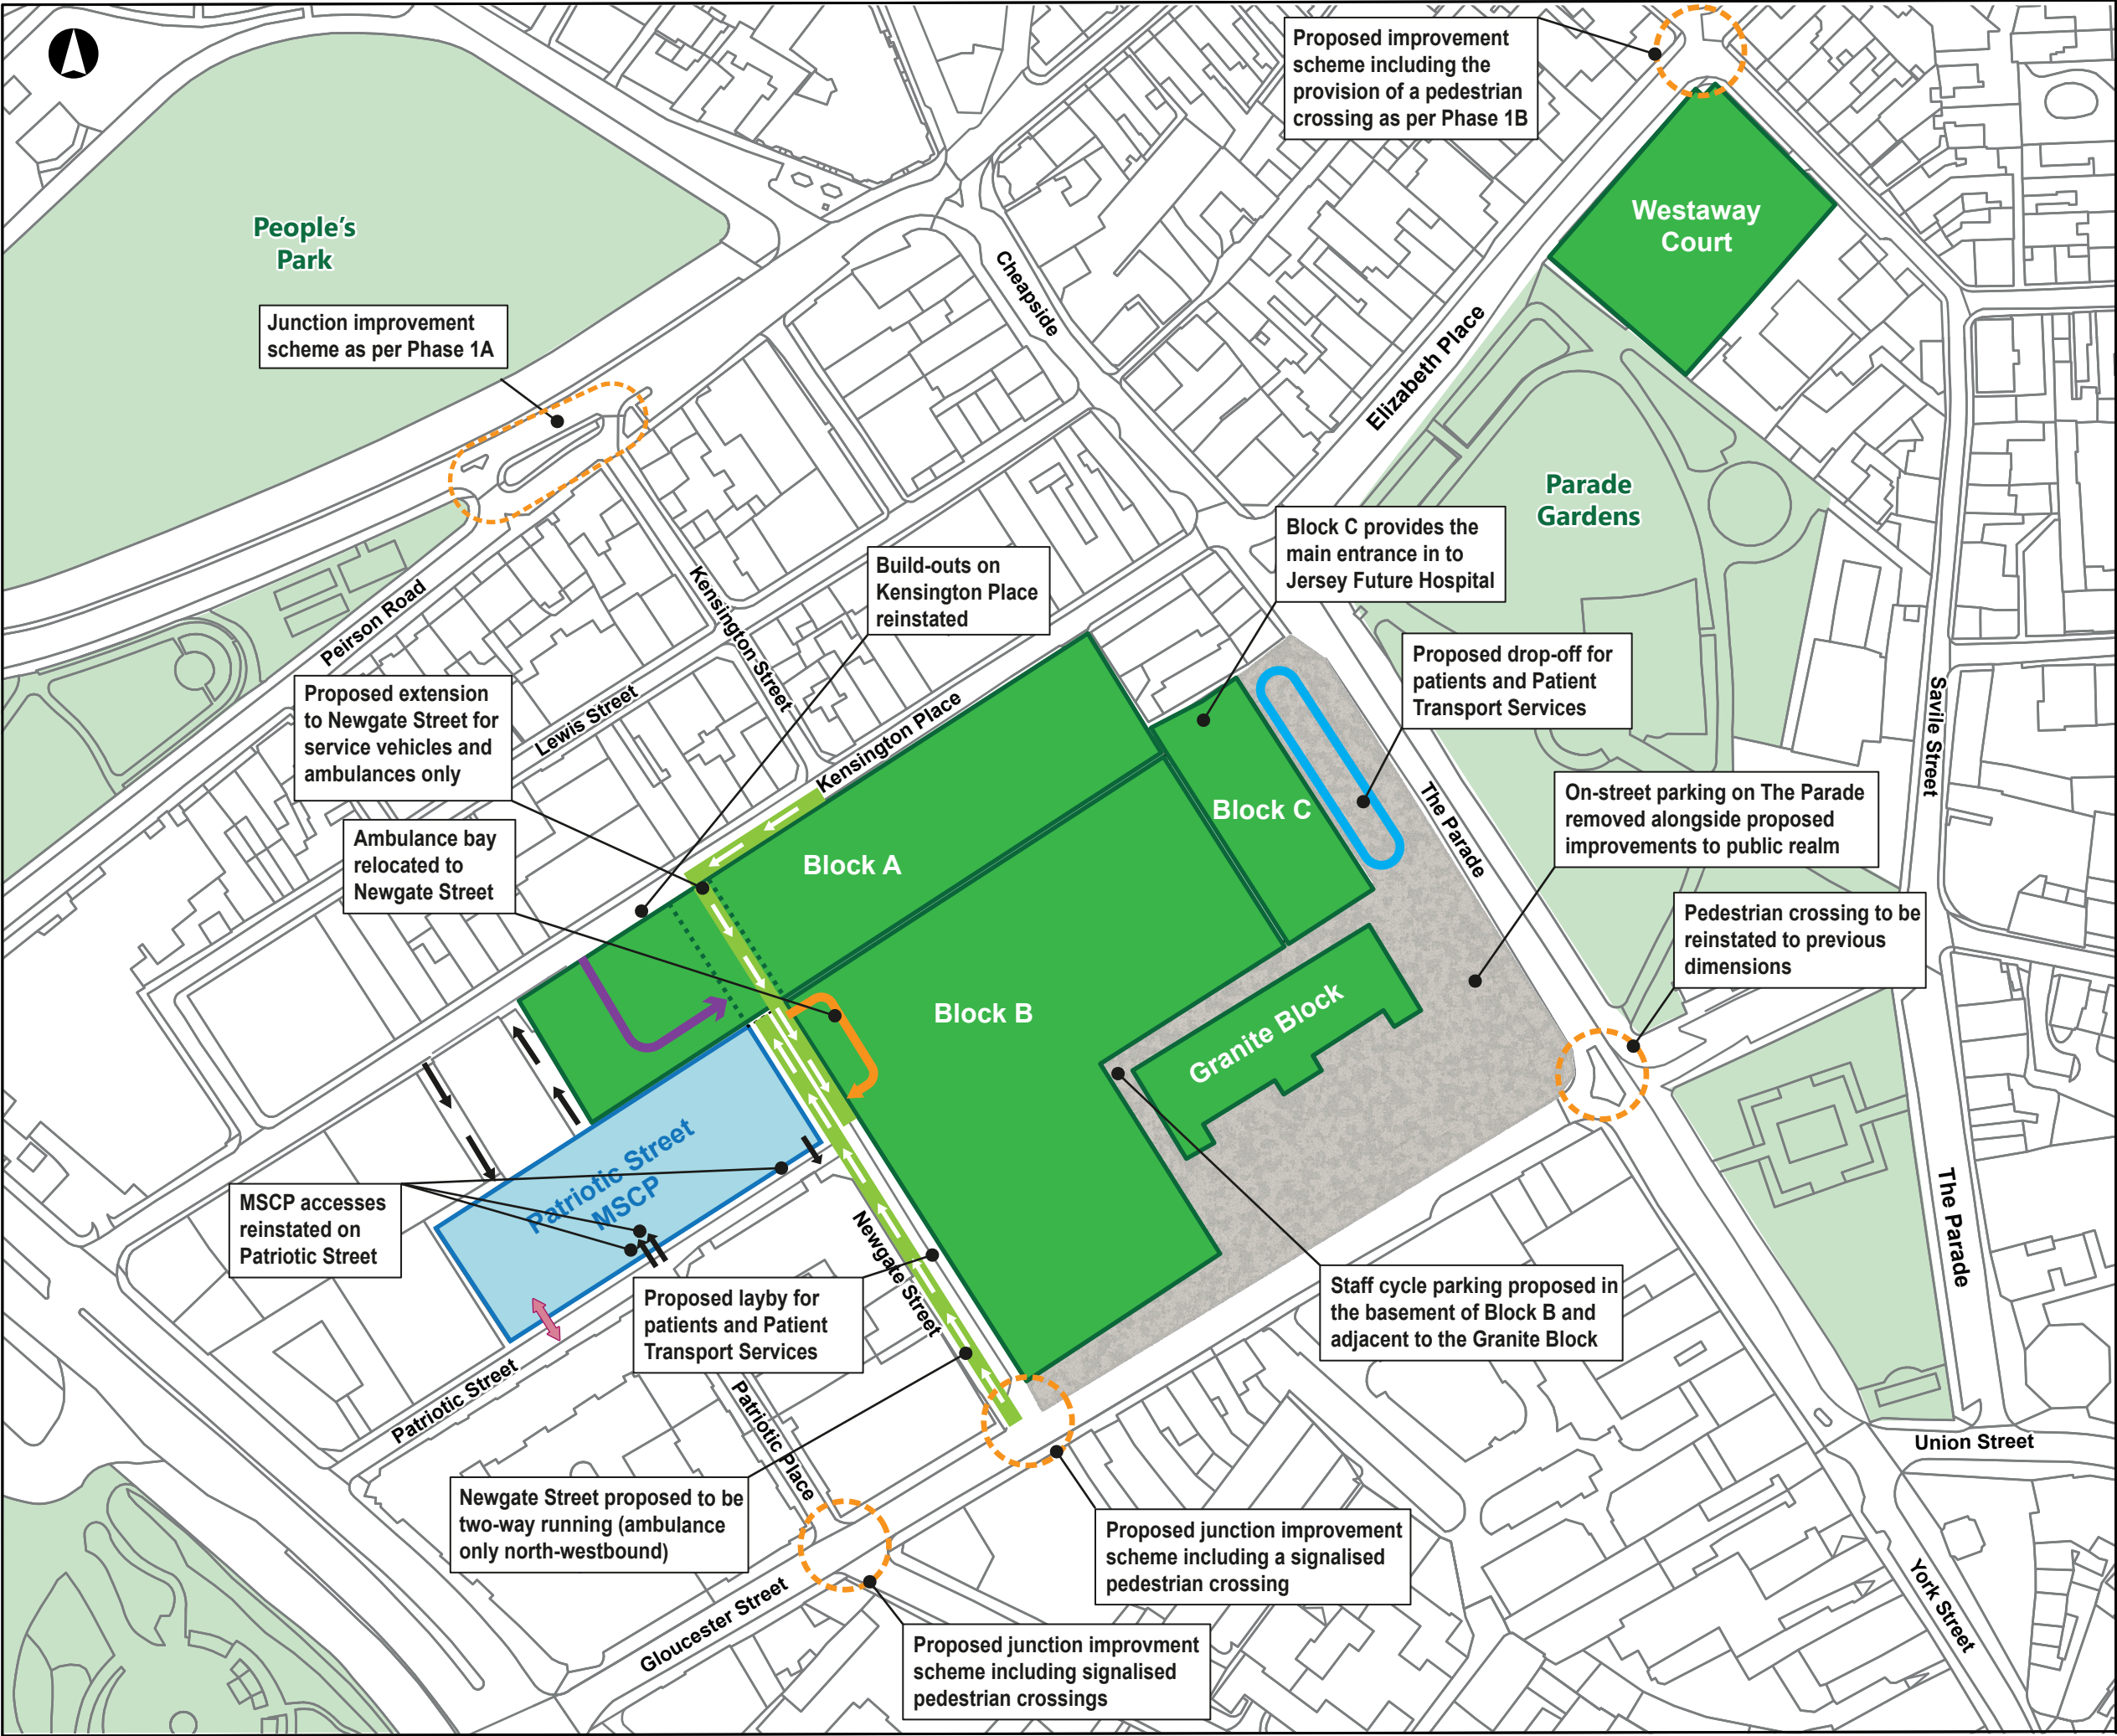 Proposed improvement
scheme including the
provision of a pedestrian
crossing as per Phase 1B
Westaway
Court
People's
Park
Cheapside
Junction improvement
scheme as per Phase 1A
Elizabeth Place
Parade
Gardens
Block C provides the
main entrance in to
Jersey Future Hospital
Build-outs on
Kensington Place
reinstated
Peirson Road
Kensington Street
Proposed drop-off for
patients and Patient
Transport Services
Proposed extension
to Newgate Street for
service vehicles and
ambulances only
Lewis Street
Kensington Place
Savile Street
The Parade
Block C
On-street parking on The Parade
removed alongside proposed
improvements to public realm
Ambulance bay
relocated to
Newgate Street
Block A
Pedestrian crossing to be
reinstated to previous
dimensions
Block B
Granite Block
Patriotic Street
MSCP
MSCP accesses
reinstated on
Patriotic Street
Newgate Street
The Parade
Proposed layby for
patients and Patient
Transport Services
Staff cycle parking proposed in
the basement of Block B and
adjacent to the Granite Block
Patriotic Street
Patriotic Place
Union Street
Newgate Street proposed to be
two-way running (ambulance
only north-westbound)
Proposed junction improvement
scheme including a signalised
pedestrian crossing
York Street
Gloucester Street
Proposed junction improvment
scheme including signalised
pedestrian crossings